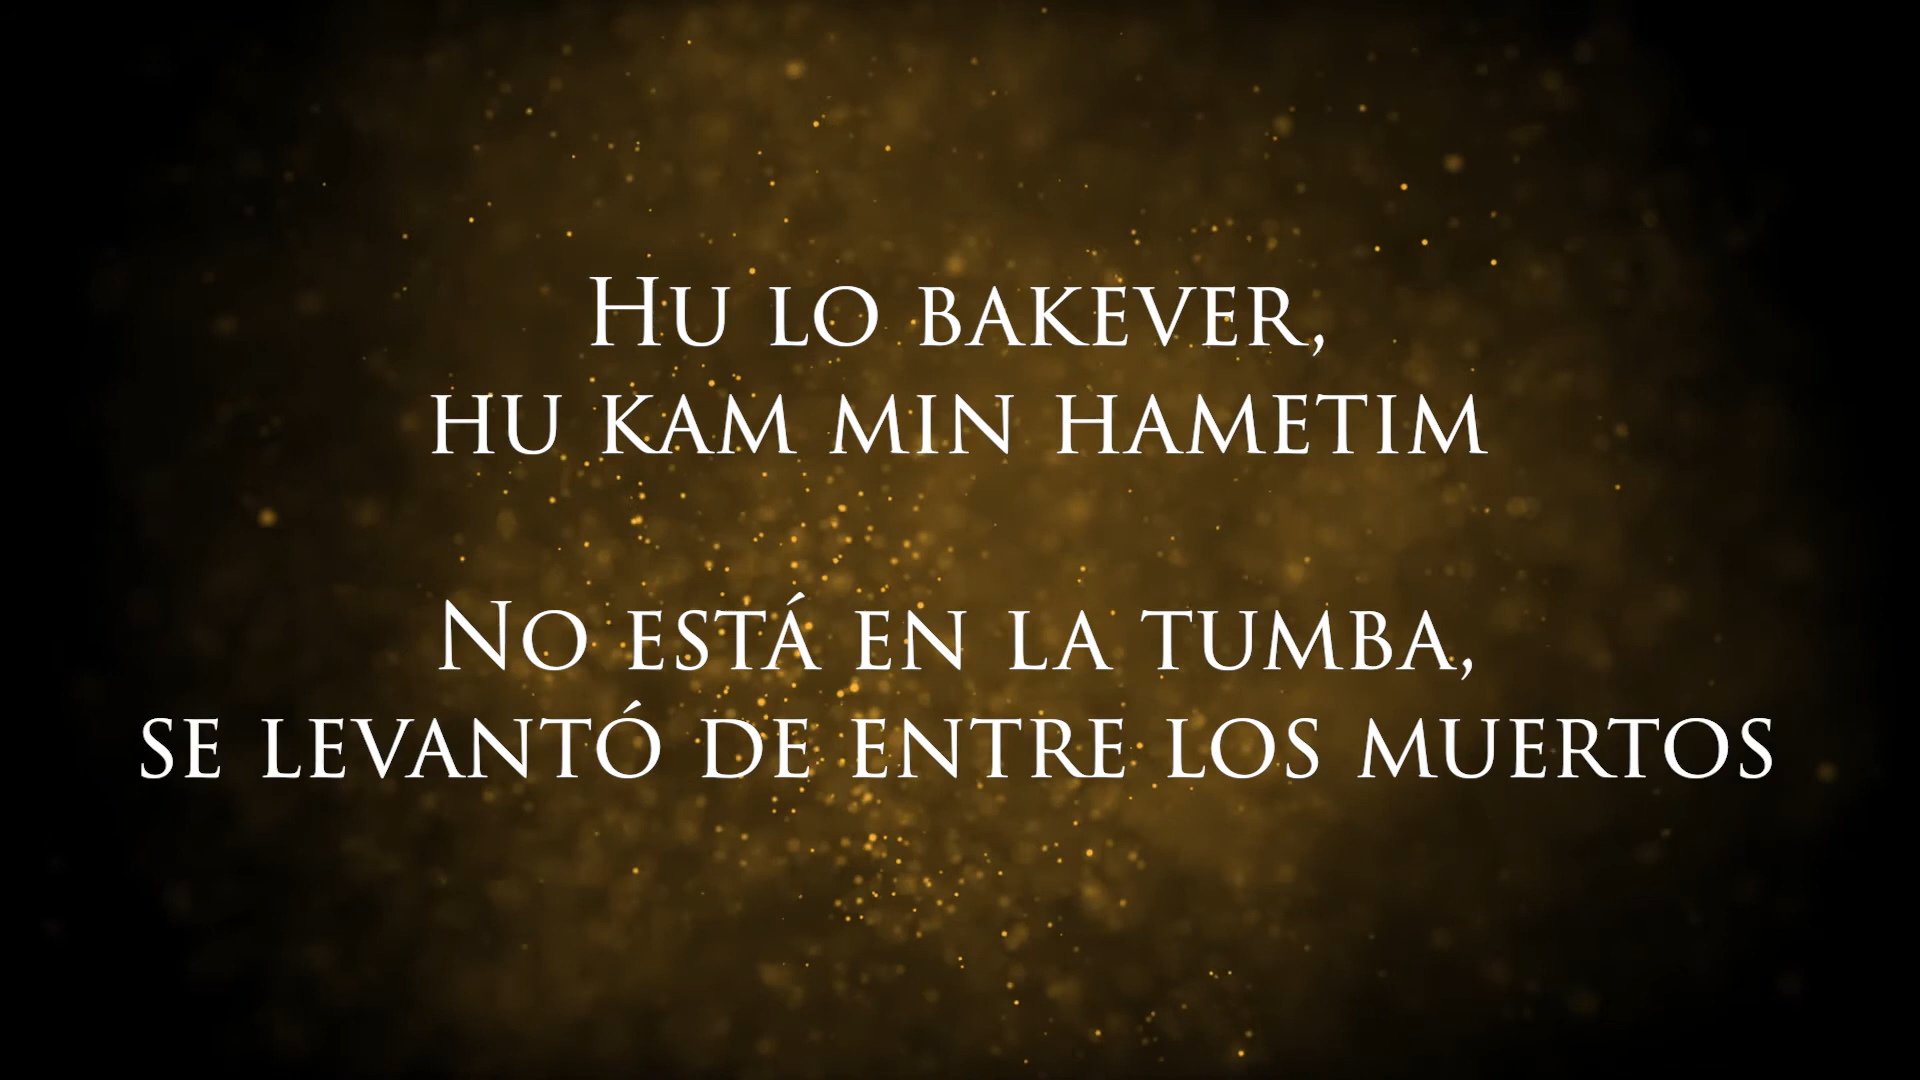 Hu lo bakever,
hu kam min hametim
No está en la tumba,
se levantó de entre los muertos